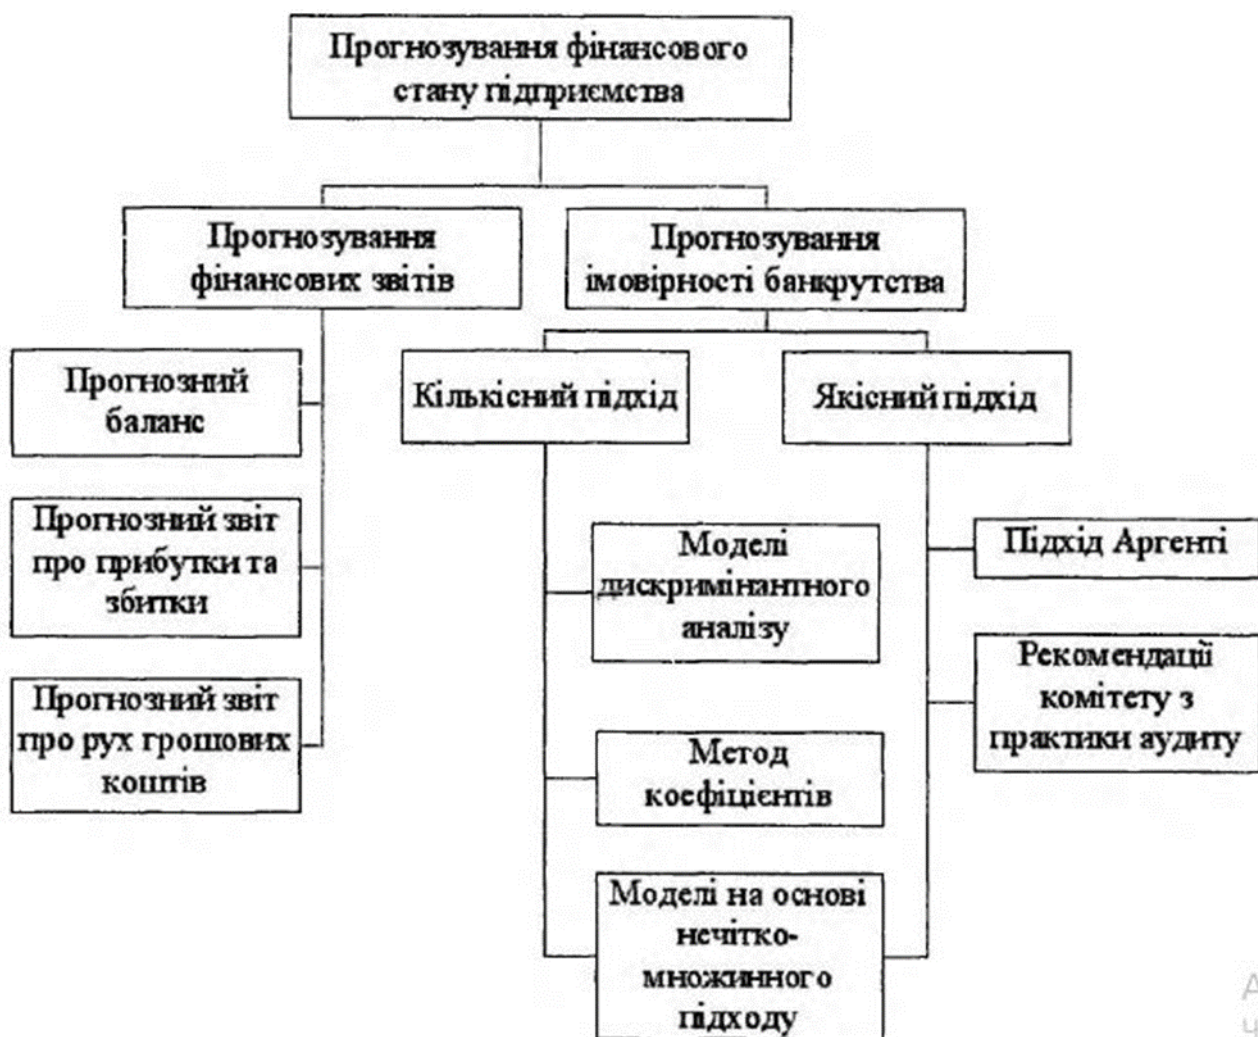 Прогнозування фінансового
стану підприємства
Прогнозування
фінансових звітів
Прогнозування
імовірності банкрутства
Прогнозний
баланс
Кількісний підхід
Якісний підхід
Прогнозний звіт
про прибутки та
збитки
Моделі
дискримінантного
аналізу
Підхід Аргенті
Рекомендації
комітету з
практики аудиту
Прогнозний звіт
про рух грошових
коштів
Метод
коефіцієнтів
Моделі на основі
нечітко-
множинного
підходу